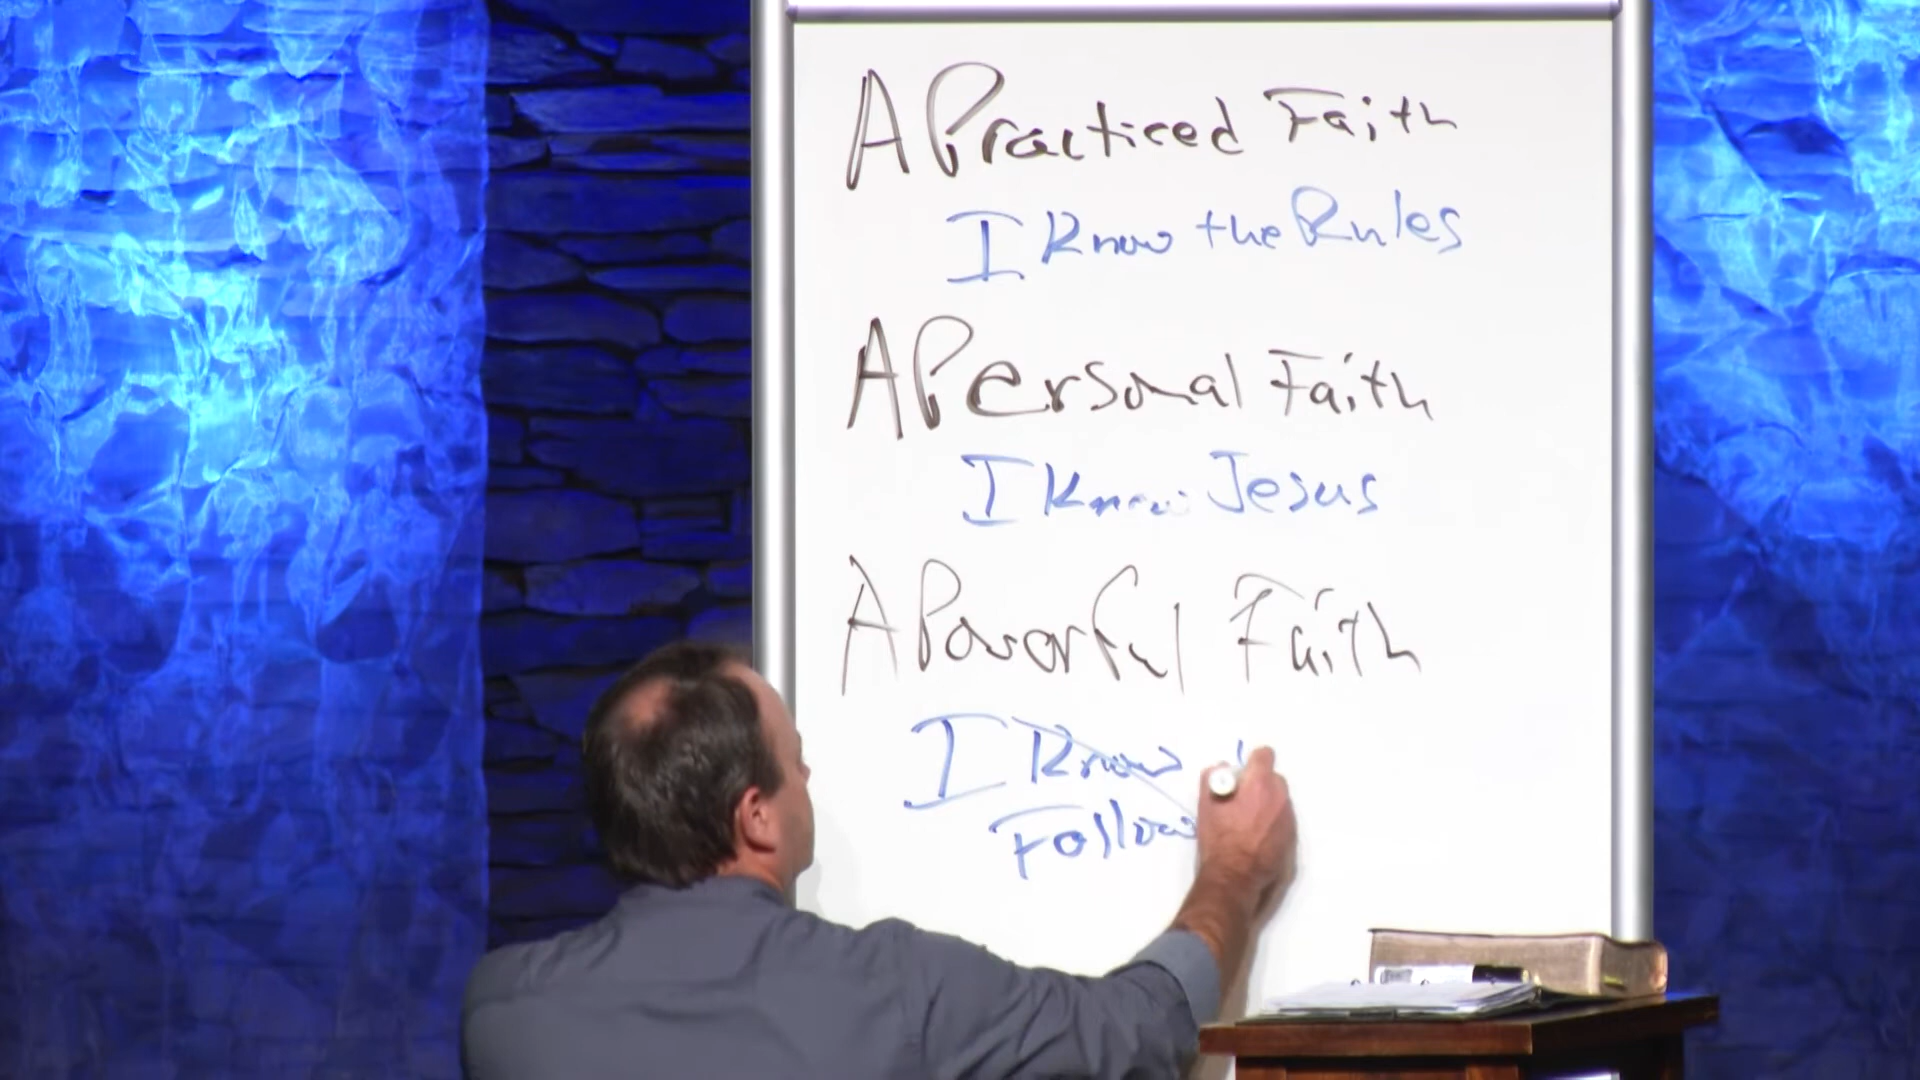 A Practiced Faith
I Know the Rules
A Personal Faith
I Know Jesus
A Powerful Faith
I Know
Follow